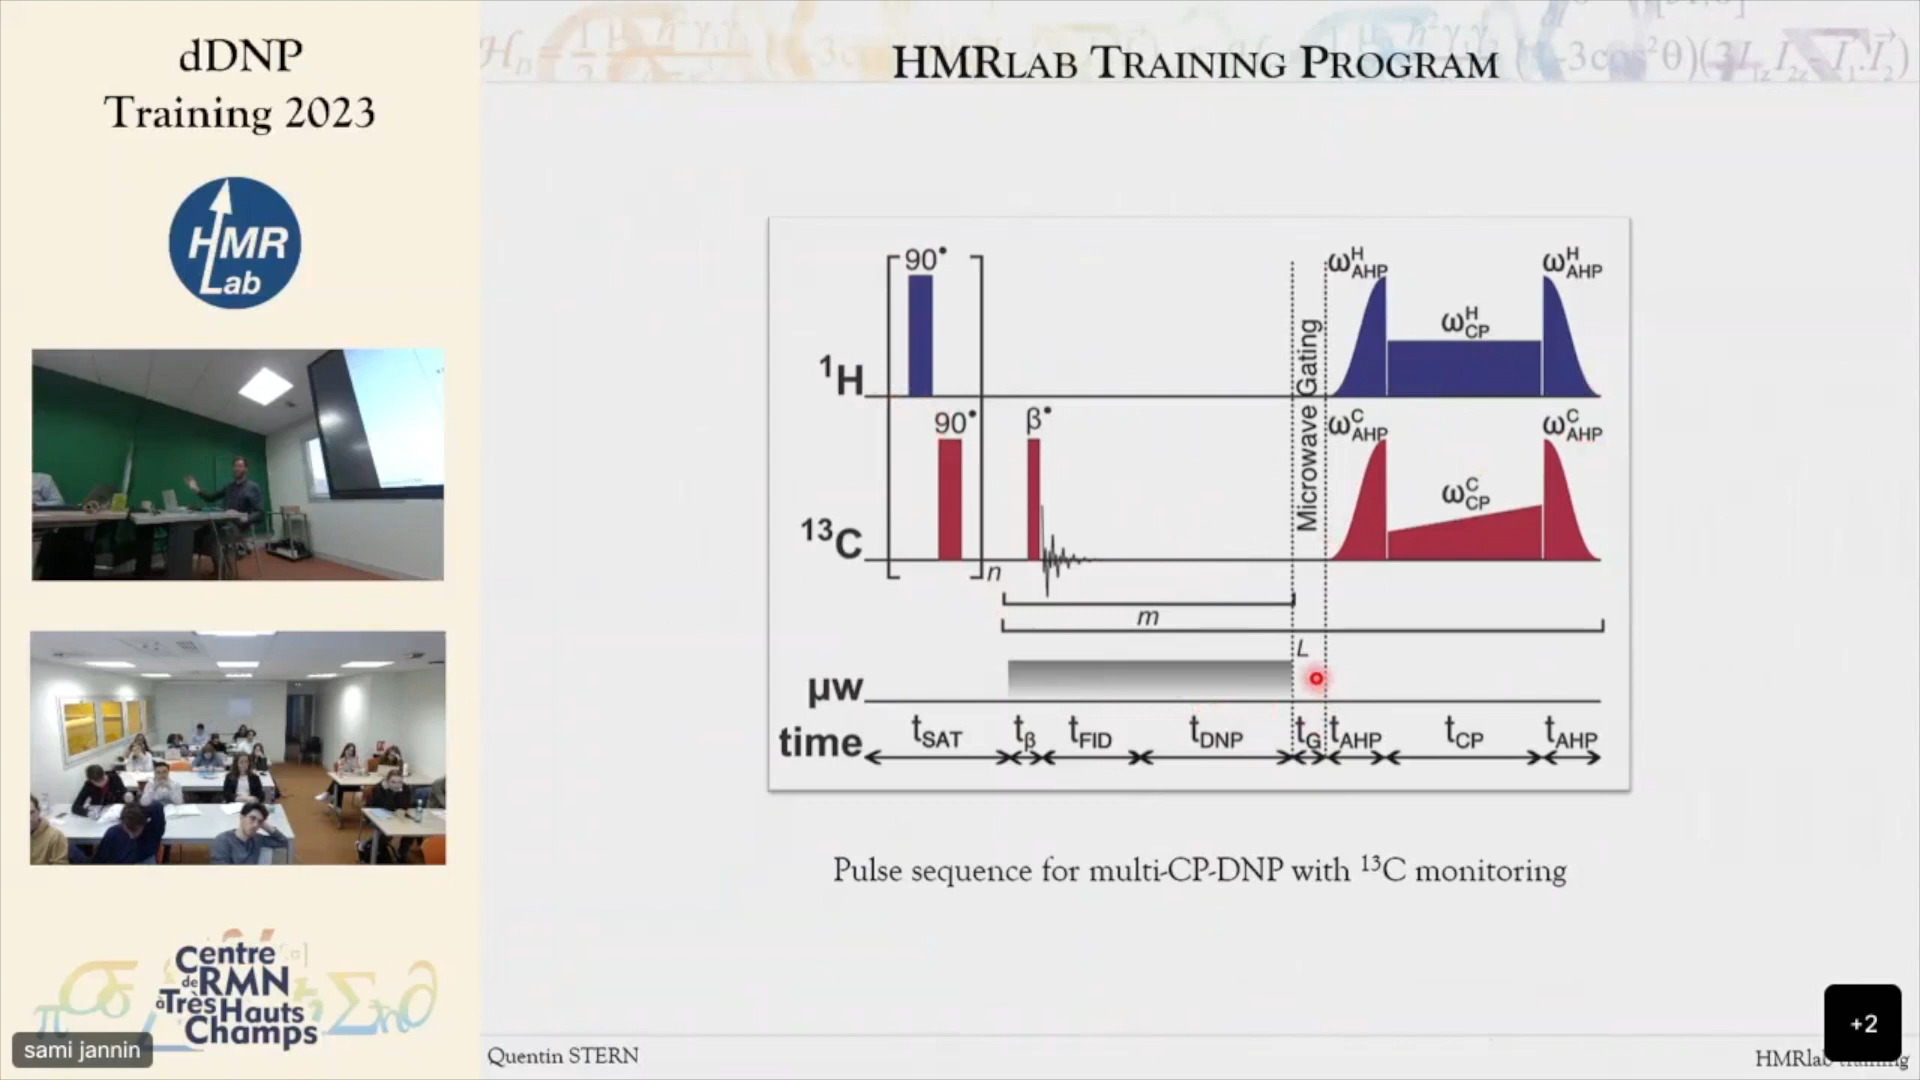 dDNP
Training 2023
HMR
Lab
Centre
de RMN
à Très Hauts
Champs
sami jannin
HMRLAB TRAINING PROGRAM
90°
ω^H_AHP
ω^H_CP
ω^H_AHP
¹H
Microwave Gating
90°
β°
ω^C_AHP
ω^C_CP
ω^C_AHP
¹³C
n
m
L
μw
time
t_SAT
t_β
t_FID
t_DNP
t_G
t_AHP
t_CP
t_AHP
Pulse sequence for multi-CP-DNP with ¹³C monitoring
Quentin STERN
HMRlab training
+2